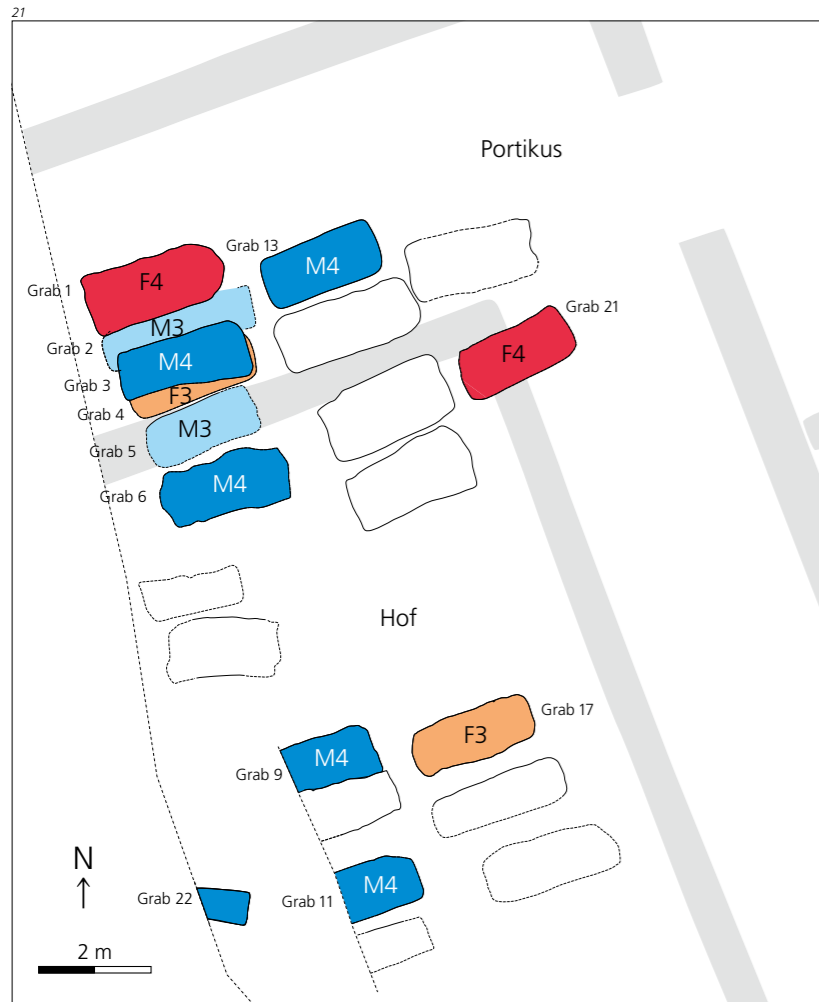 21
Portikus
Grab 13
M4
F4
Grab 1
Grab 21
M3
Grab 2
M4
F4
Grab 3
F3
Grab 4
M3
Grab 5
M4
Grab 6
Hof
Grab 17
F3
M4
Grab 9
N
M4
Grab 22
Grab 11
2 m